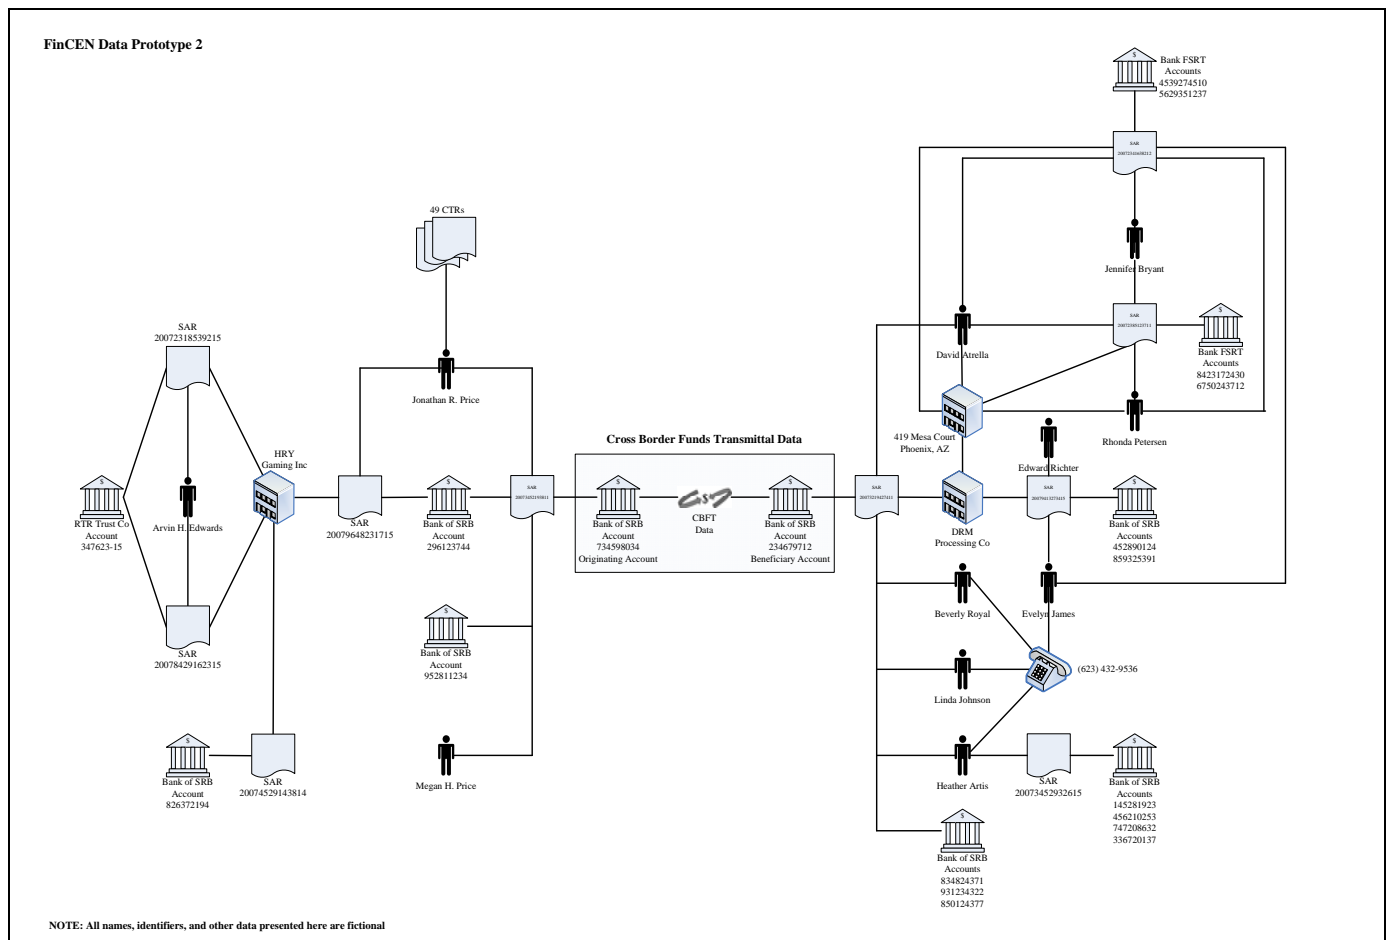 FinCEN Data Prototype 2
Bank FSRT
Accounts
4539274510
5629351237
SAR
49 CTRs
Jennifer Bryant
SAR
20072318539215
SAR
David Atrella
Bank FSRT
Accounts
8423172430
6750243712
Jonathan R. Price
419 Mesa Court
Phoenix, AZ
Rhonda Petersen
Cross Border Funds Transmittal Data
HRY
Gaming Inc
Edward Richter
SAR
SAR
SAR
RTR Trust Co
Account
347623-15
Arvin H. Edwards
SAR
20079648231715
Bank of SRB
Account
296123744
Bank of SRB
Account
734598034
Originating Account
CBFT
Data
Bank of SRB
Account
234679712
Beneficiary Account
DRM
Processing Co
Bank of SRB
Accounts
452890124
859325391
Beverly Royal
Evelyn James
SAR
20078429162315
Bank of SRB
Account
952811234
(623) 432-9536
Linda Johnson
Bank of SRB
Account
826372194
SAR
20074529143814
Megan H. Price
Heather Artis
SAR
20073452932615
Bank of SRB
Accounts
145281923
456210253
747208632
336720137
Bank of SRB
Accounts
834824371
931234322
850124377
NOTE: All names, identifiers, and other data presented here are fictional